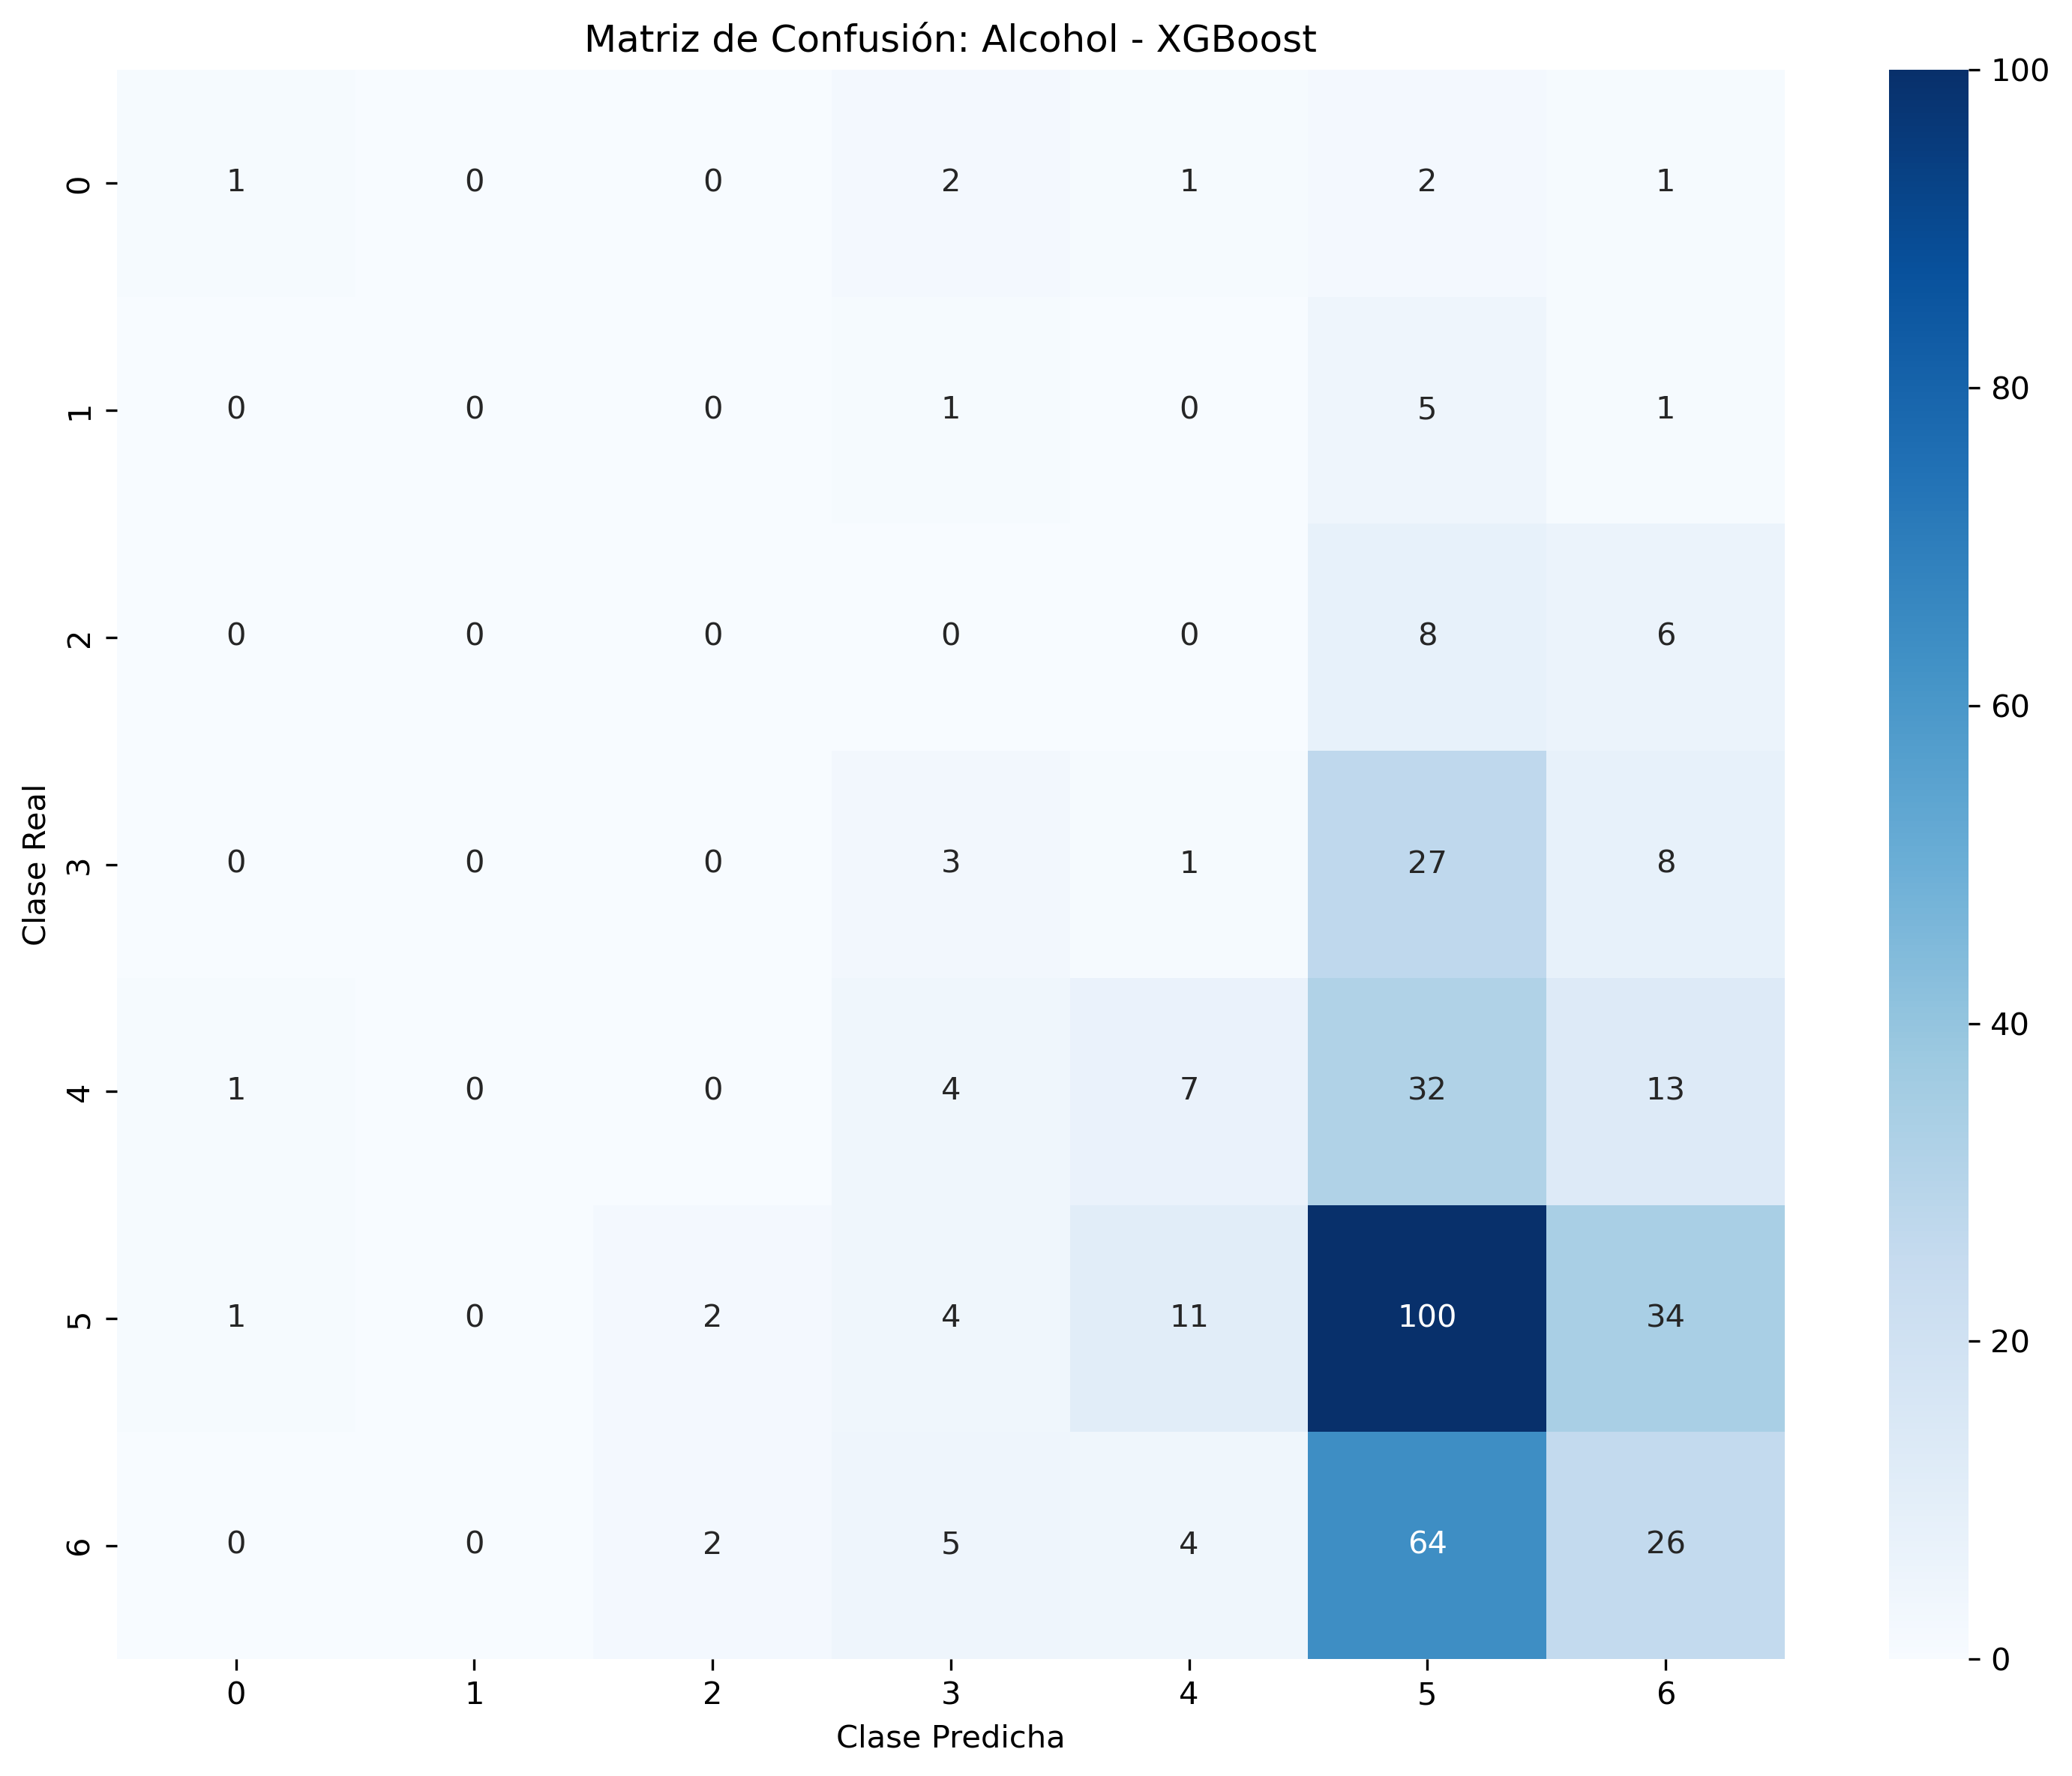 Matriz de Confusión: Alcohol - XGBoost
100
0 1 0 0 2 1 2 1
1 0 0 0 1 0 5 1
80
2 0 0 0 0 0 8 6
60
Clase Real
3 0 0 0 3 1 27 8
40
4 1 0 0 4 7 32 13
5 1 0 2 4 11 100 34
20
6 0 0 2 5 4 64 26
0
0 1 2 3 4 5 6
Clase Predicha